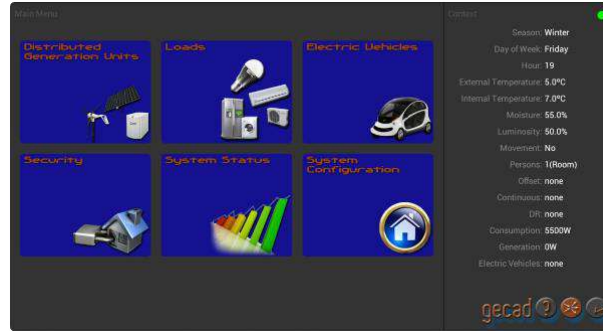 Main Menu
Distributed
Generation Units
Loads
Electric Vehicles
Security
System Status
System
Configuration
Context
Season: Winter
Day of Week: Friday
Hour: 19
External Temperature: 5.0ºC
Internal Temperature: 7.0ºC
Moisture: 55.0%
Luminosity: 50.0%
Movement: No
Persons: 1(Room)
Offset: none
Continuous: none
DR: none
Consumption: 5500W
Generation: 0W
Electric Vehicles: none
gecad ?